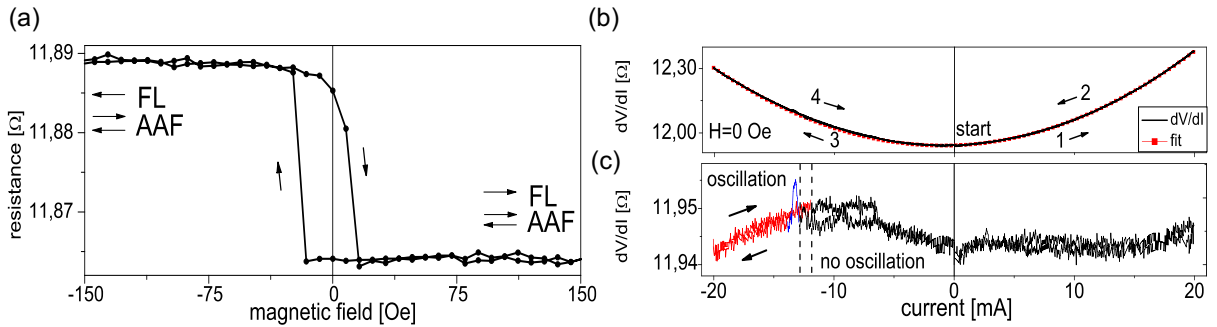 (a)
11,89
11,88
11,87
resistance [Ω]
FL
AAF
FL
AAF
-150
-75
0
75
150
magnetic field [Oe]
(b)
12,30
12,00
dV/dI [Ω]
4
2
H=0 Oe
3
start
1
dV/dI
fit
(c)
11,95
11,94
dV/dI [Ω]
oscillation
no oscillation
-20
-10
0
10
20
current [mA]